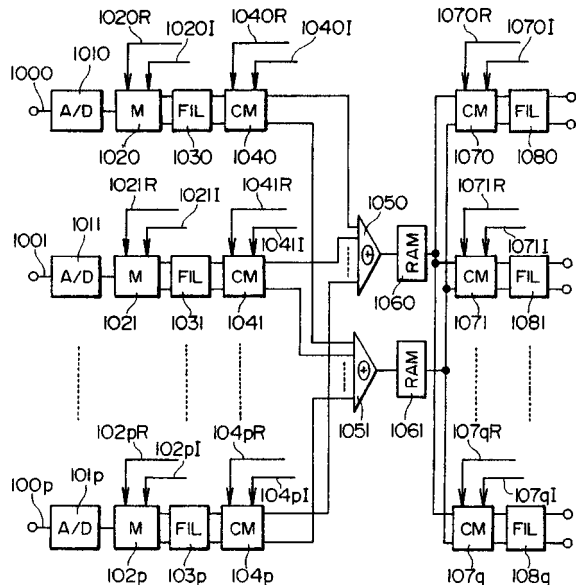 1020R 1040R 1070R
1010 1020I 1040I 1070I
1000
A/D M FIL CM CM FIL
1020 1030 1040 1070 1080
1021R 1041R 1050 1071R
1011 1021I 1041I 1071I
1001
⊕ RAM
A/D M FIL CM CM FIL
1060
1021 1031 1041 1071 1081
⊕ RAM
1051 1061
102pR 104pR 107qR
101p 102pI 104pI 107qI
100p
A/D M FIL CM CM FIL
102p 103p 104p 107q 108q